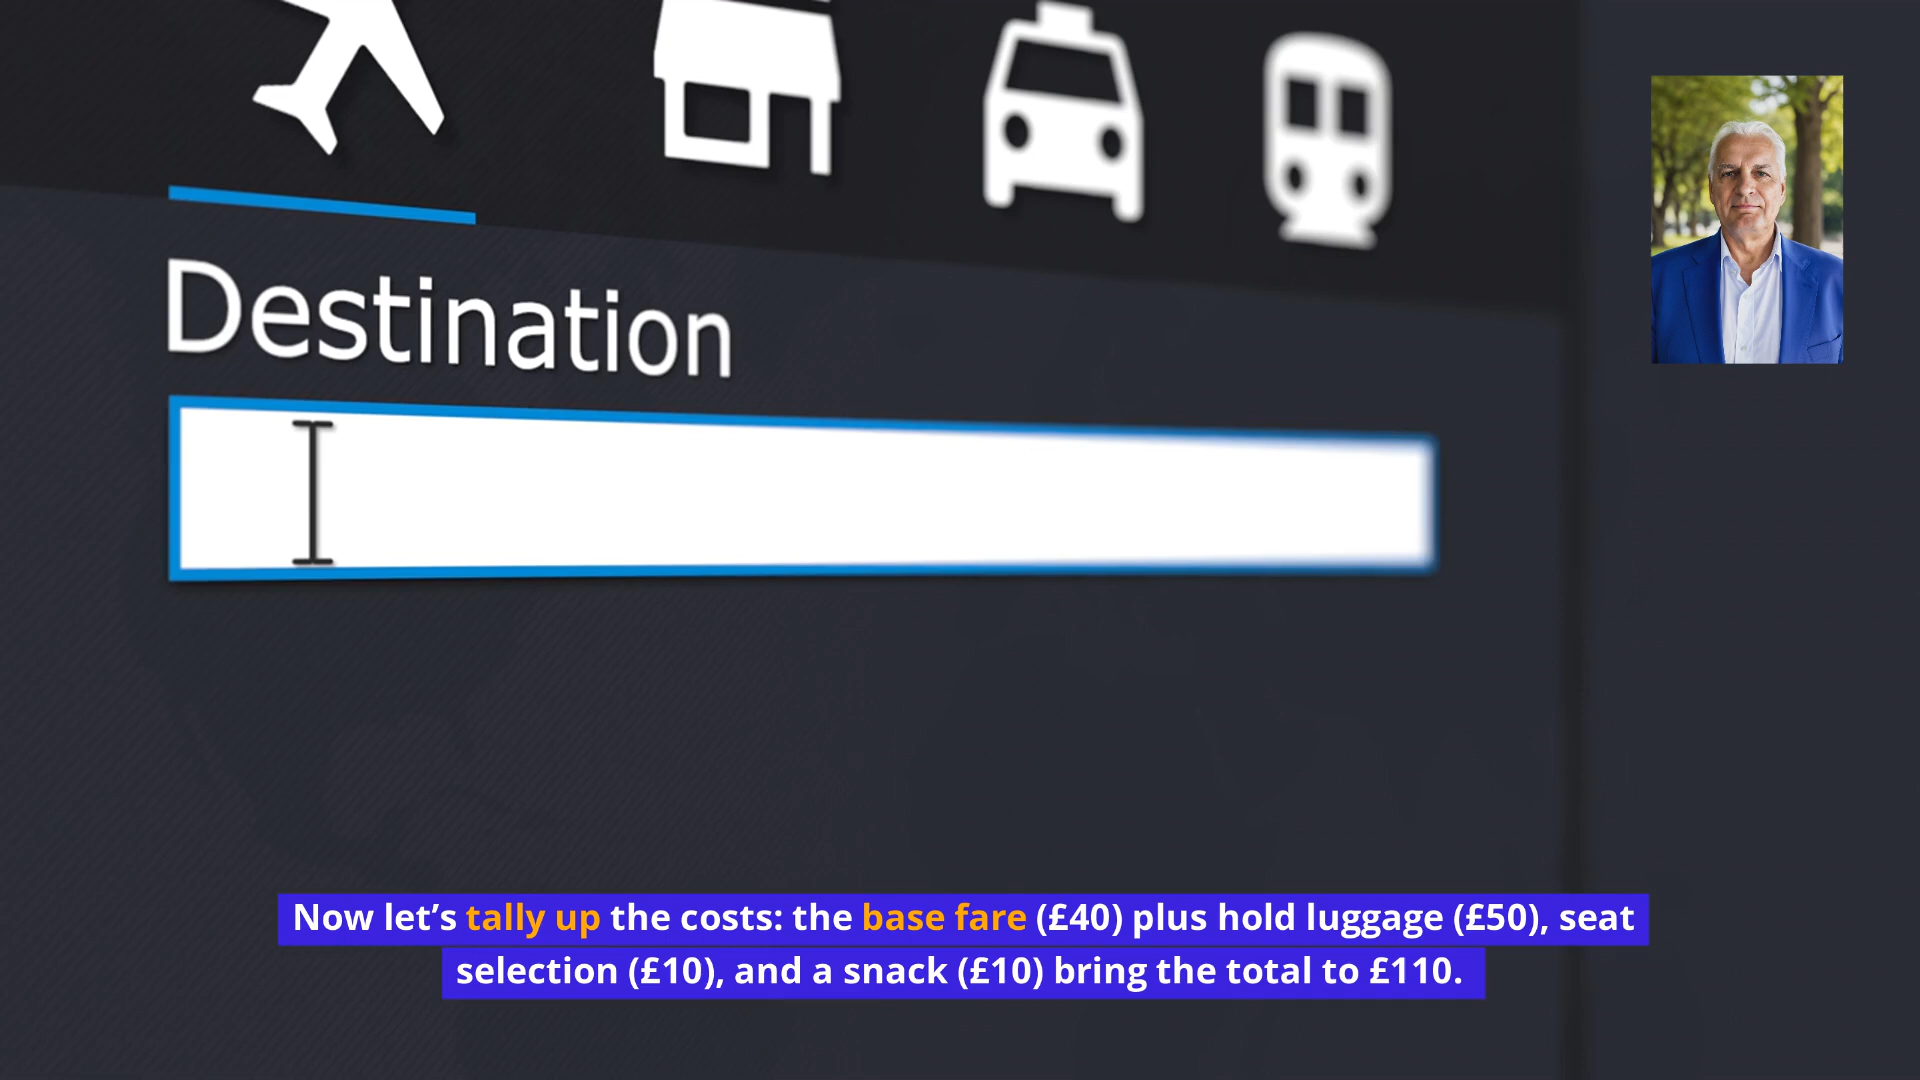 Destination
Now let’s tally up the costs: the base fare (£40) plus hold luggage (£50), seat
selection (£10), and a snack (£10) bring the total to £110.